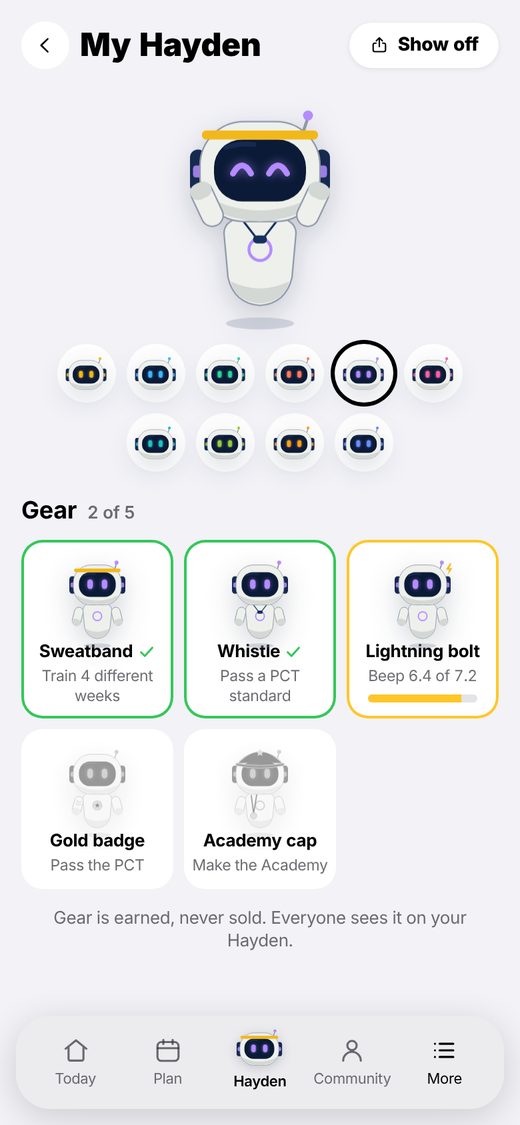 My Hayden
Show off
Gear 2 of 5
Sweatband
Train 4 different
weeks
Whistle
Pass a PCT
standard
Lightning bolt
Beep 6.4 of 7.2
Gold badge
Pass the PCT
Academy cap
Make the Academy
Gear is earned, never sold. Everyone sees it on your
Hayden.
Today
Plan
Hayden
Community
More